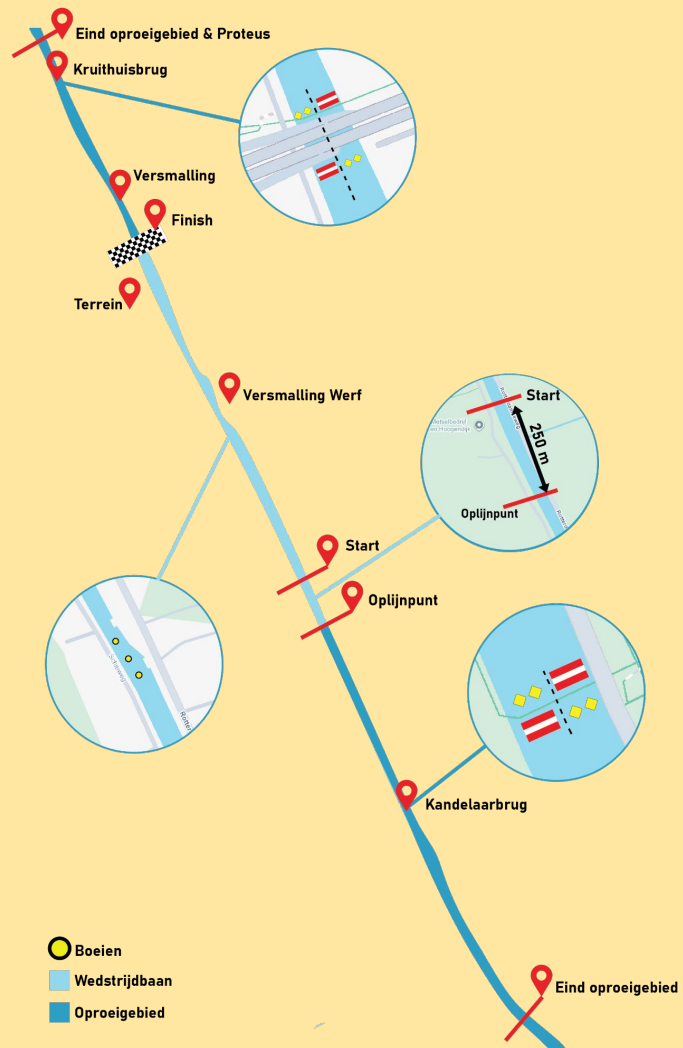 Eind oproeigebied & Proteus
Kruithuisbrug
Versmalling
Finish
Terrein
Versmalling Werf
Start
250 m
Oplijnpunt
Start
Oplijnpunt
Schieweg
Kandelaarbrug
Eind oproeigebied
Boeien
Wedstrijdbaan
Oproeigebied